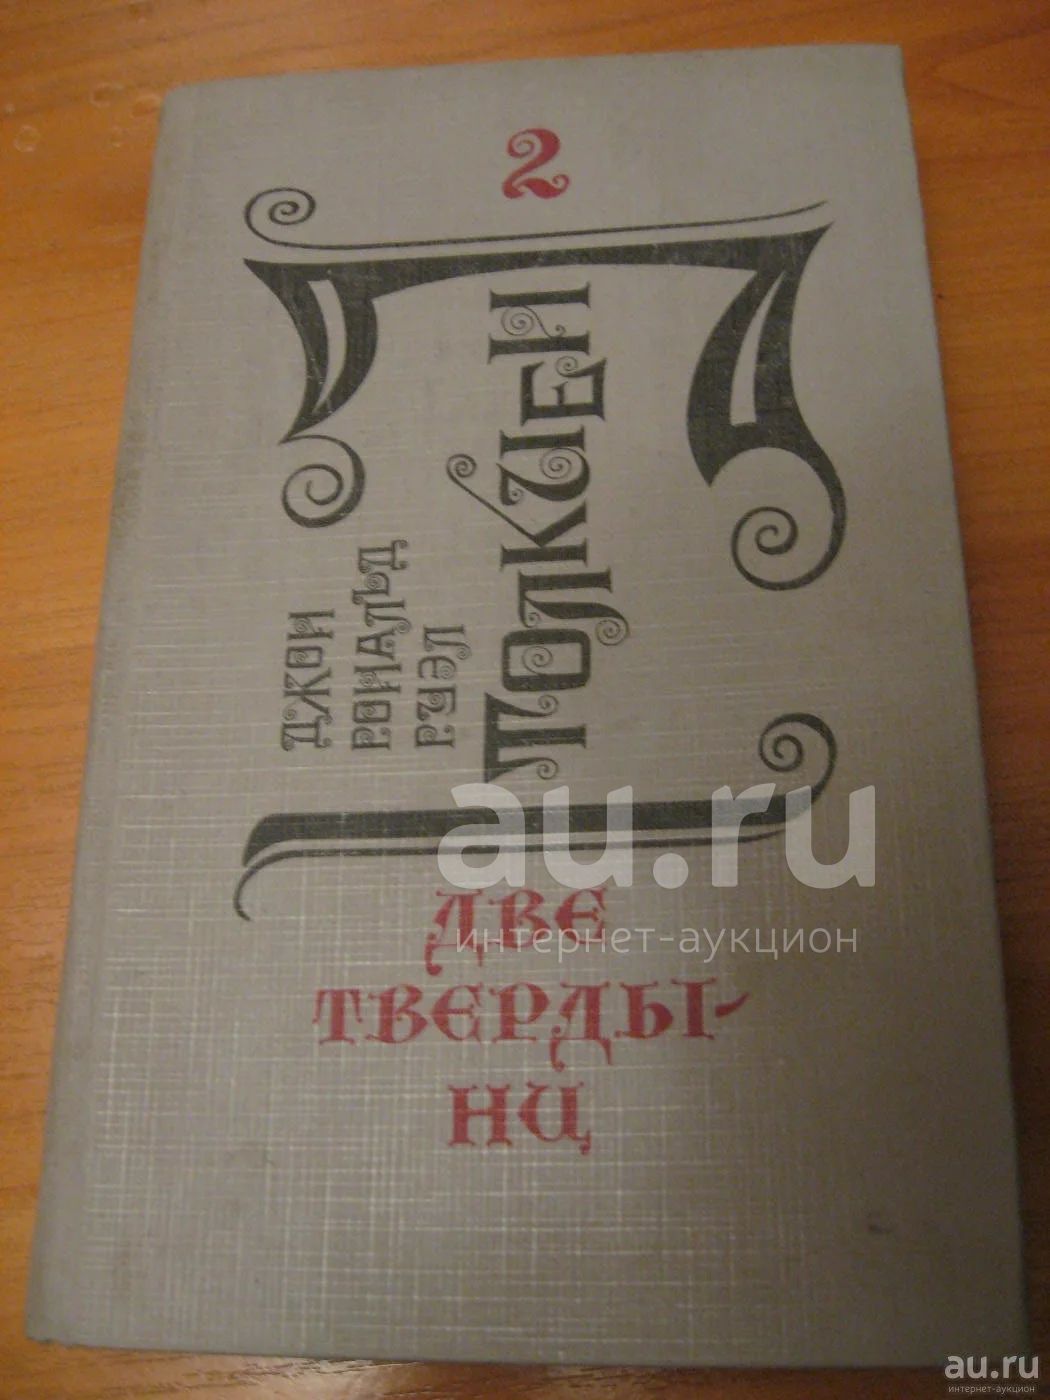 2
ДЖОН
РОНАЛЬД
РУЭЛ
ТОЛКИЕН
ДВЕ
ТВЕРДЫ-
НИ
au.ru
интернет-аукцион
au.ru
интернет-аукцион